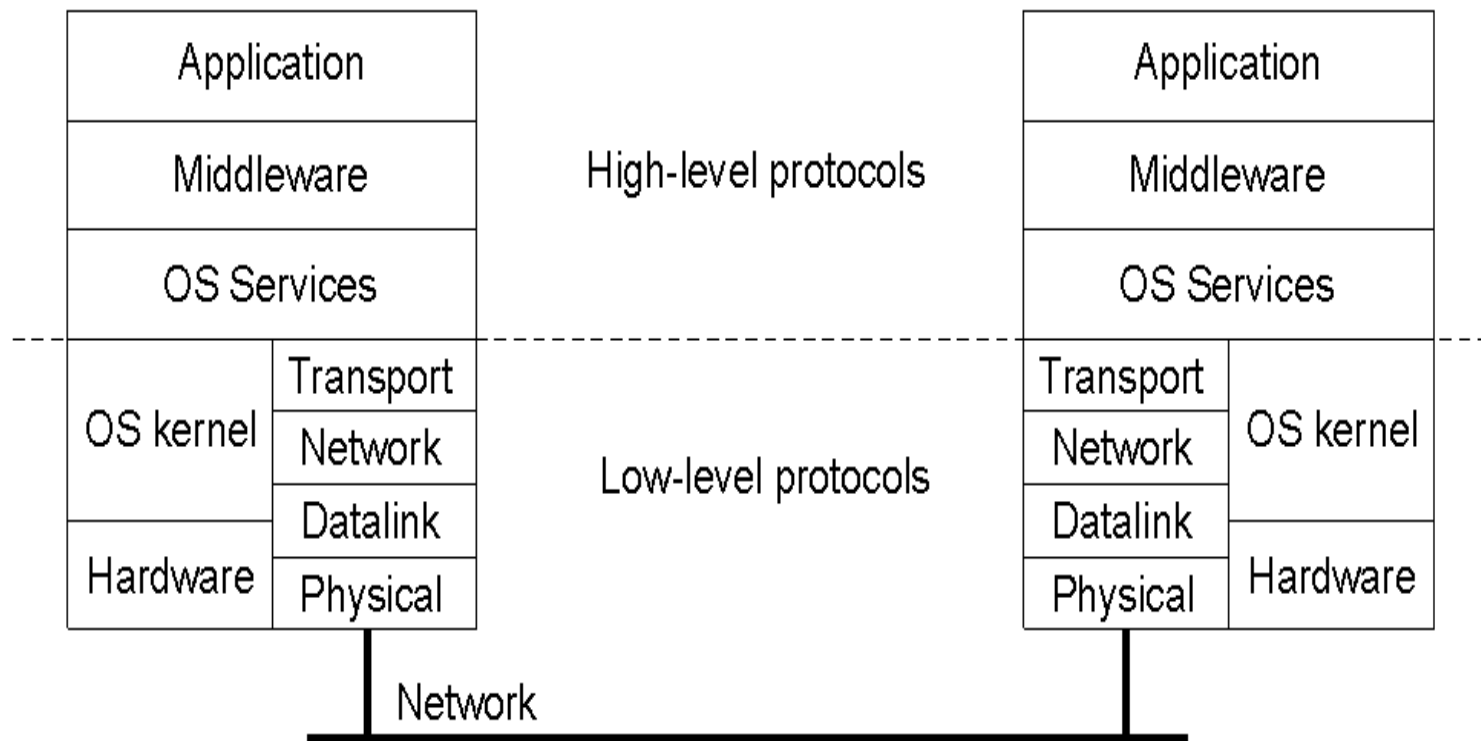 Application
Middleware
OS Services
OS kernel
Hardware
Transport
Network
Datalink
Physical
High-level protocols
Low-level protocols
Application
Middleware
OS Services
Transport
Network
Datalink
Physical
OS kernel
Hardware
Network